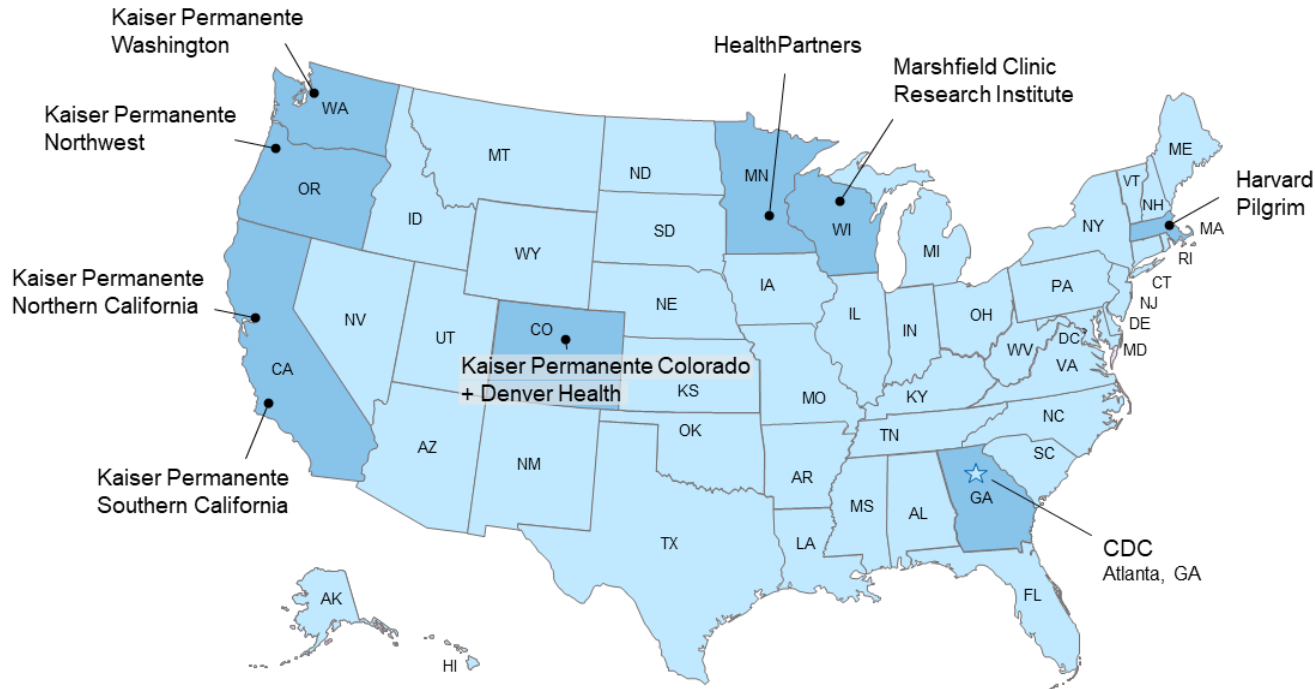 Kaiser Permanente
Washington
HealthPartners
Marshfield Clinic
Research Institute
Kaiser Permanente
Northwest
Harvard
Pilgrim
Kaiser Permanente
Northern California
Kaiser Permanente Colorado
+ Denver Health
Kaiser Permanente
Southern California
CDC
Atlanta, GA
WA
OR
CA
MT
ID
WY
NV
UT
CO
AZ
NM
ND
SD
NE
KS
OK
TX
MN
IA
MO
AR
LA
WI
IL
MI
IN
OH
KY
TN
MS
AL
GA
FL
SC
NC
VA
WV
DC
MD
DE
NJ
PA
NY
CT
RI
MA
VT
NH
ME
AK
HI